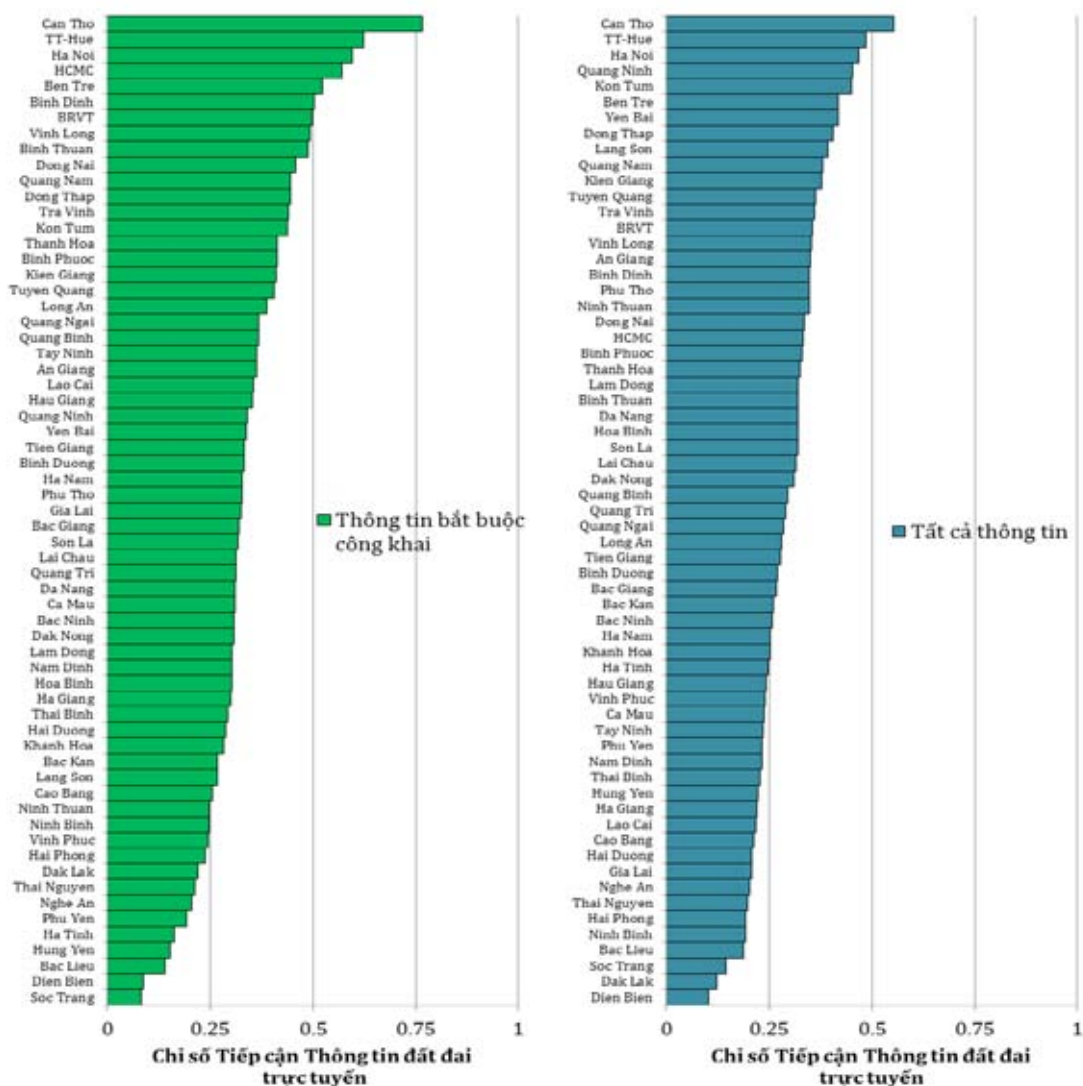 Can Tho
TT-Hue
Ha Noi
HCMC
Ben Tre
Binh Dinh
BRVT
Vinh Long
Binh Thuan
Dong Nai
Quang Nam
Dong Thap
Tra Vinh
Kon Tum
Thanh Hoa
Binh Phuoc
Kien Giang
Tuyen Quang
Long An
Quang Ngai
Quang Binh
Tay Ninh
An Giang
Lao Cai
Hau Giang
Quang Ninh
Yen Bai
Tien Giang
Binh Duong
Ha Nam
Phu Tho
Gia Lai
Bac Giang
Son La
Lai Chau
Quang Tri
Da Nang
Ca Mau
Bac Ninh
Dak Nong
Lam Dong
Nam Dinh
Hoa Binh
Ha Giang
Thai Binh
Hai Duong
Khanh Hoa
Bac Kan
Lang Son
Cao Bang
Ninh Thuan
Ninh Binh
Vinh Phuc
Hai Phong
Dak Lak
Thai Nguyen
Nghe An
Phu Yen
Ha Tinh
Hung Yen
Bac Lieu
Dien Bien
Soc Trang
0 0.25 0.5 0.75 1
Chỉ số Tiếp cận Thông tin đất đai
trực tuyến
Thông tin bắt buộc
công khai
Can Tho
TT-Hue
Ha Noi
Quang Ninh
Kon Tum
Ben Tre
Yen Bai
Dong Thap
Lang Son
Quang Nam
Kien Giang
Tuyen Quang
Tra Vinh
BRVT
Vinh Long
An Giang
Binh Dinh
Phu Tho
Ninh Thuan
Dong Nai
HCMC
Binh Phuoc
Thanh Hoa
Lam Dong
Binh Thuan
Da Nang
Hoa Binh
Son La
Lai Chau
Dak Nong
Quang Binh
Quang Tri
Quang Ngai
Long An
Tien Giang
Binh Duong
Bac Giang
Bac Kan
Bac Ninh
Ha Nam
Khanh Hoa
Ha Tinh
Hau Giang
Vinh Phuc
Ca Mau
Tay Ninh
Phu Yen
Nam Dinh
Thai Binh
Hung Yen
Ha Giang
Lao Cai
Cao Bang
Hai Duong
Gia Lai
Nghe An
Thai Nguyen
Hai Phong
Ninh Binh
Bac Lieu
Soc Trang
Dak Lak
Dien Bien
0 0.25 0.5 0.75 1
Chỉ số Tiếp cận Thông tin đất đai
trực tuyến
Tất cả thông tin